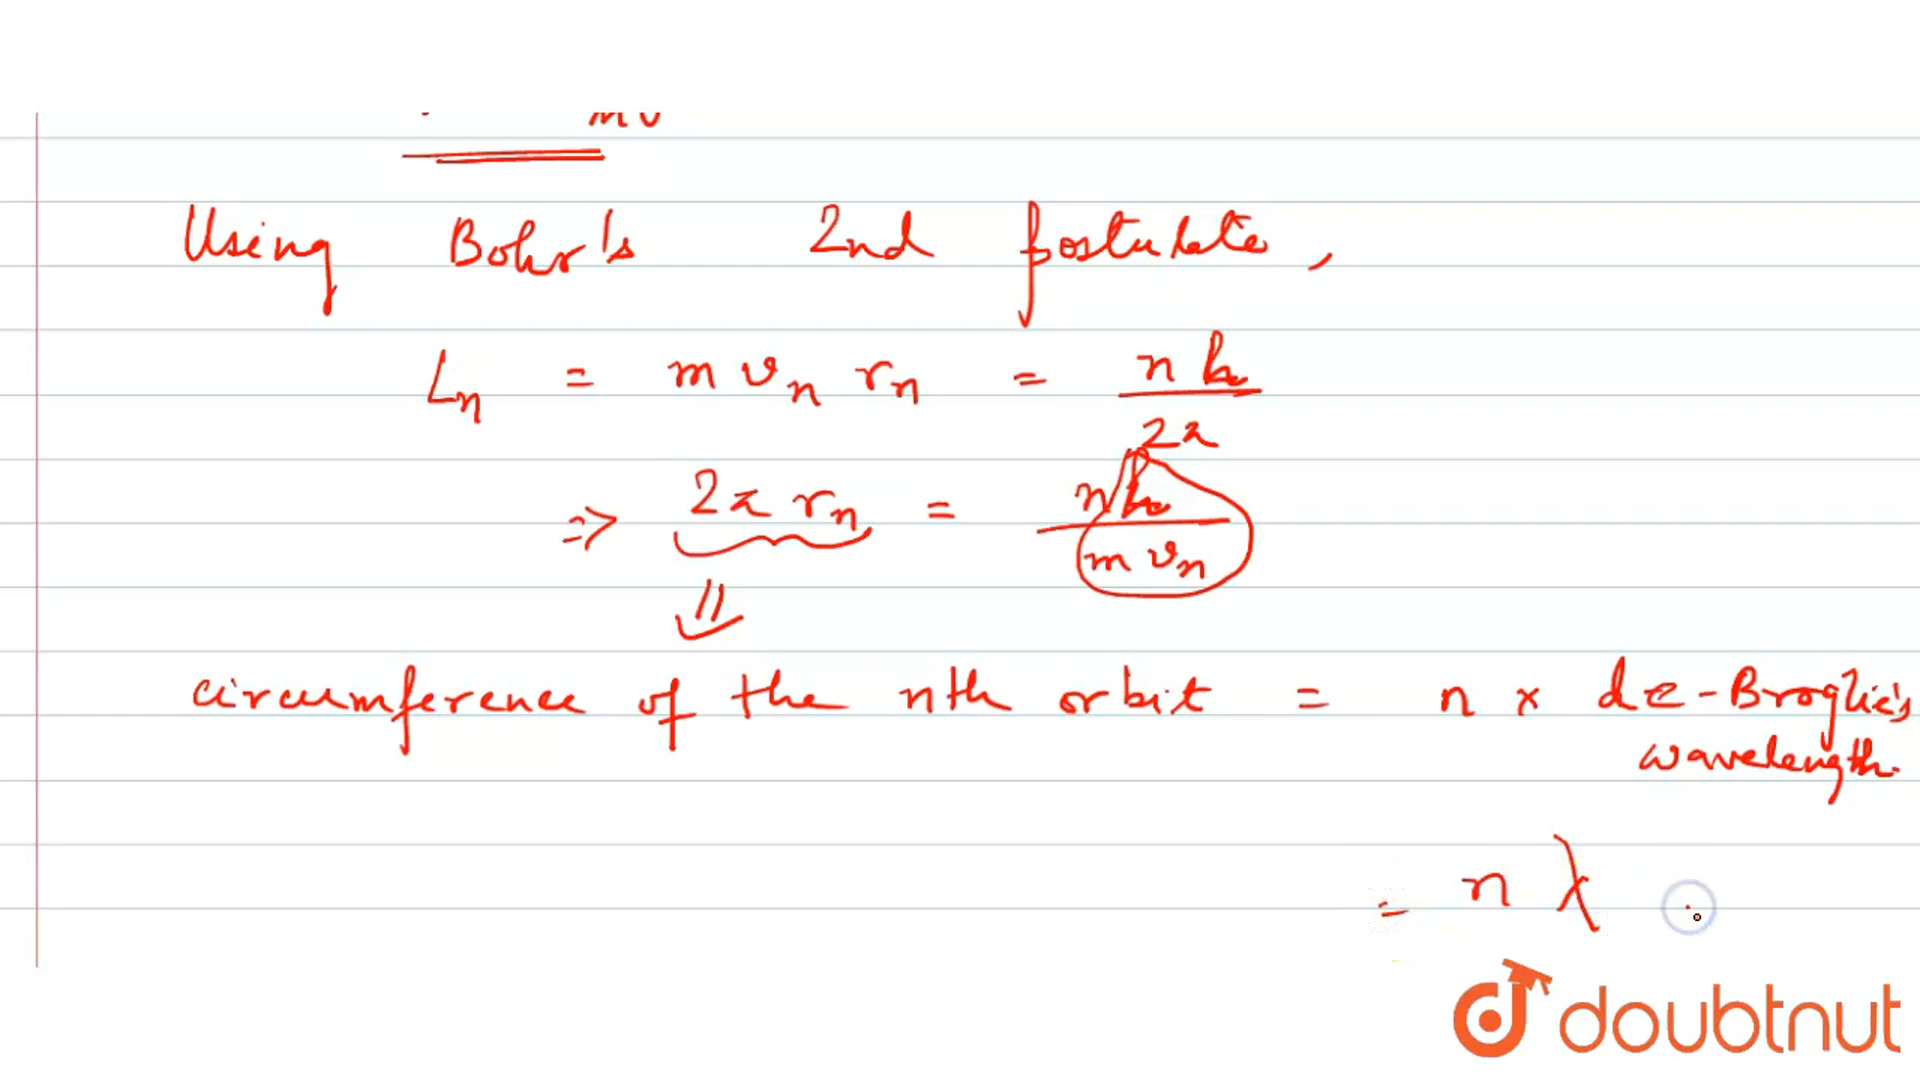 mv
Using Bohr's 2nd postulate,
Ln = m vn rn = nh/2π
⇒ 2π rn = nh/m vn
circumference of the nth orbit = n × de-Broglie's
wavelength.
= n λ
doubtnut